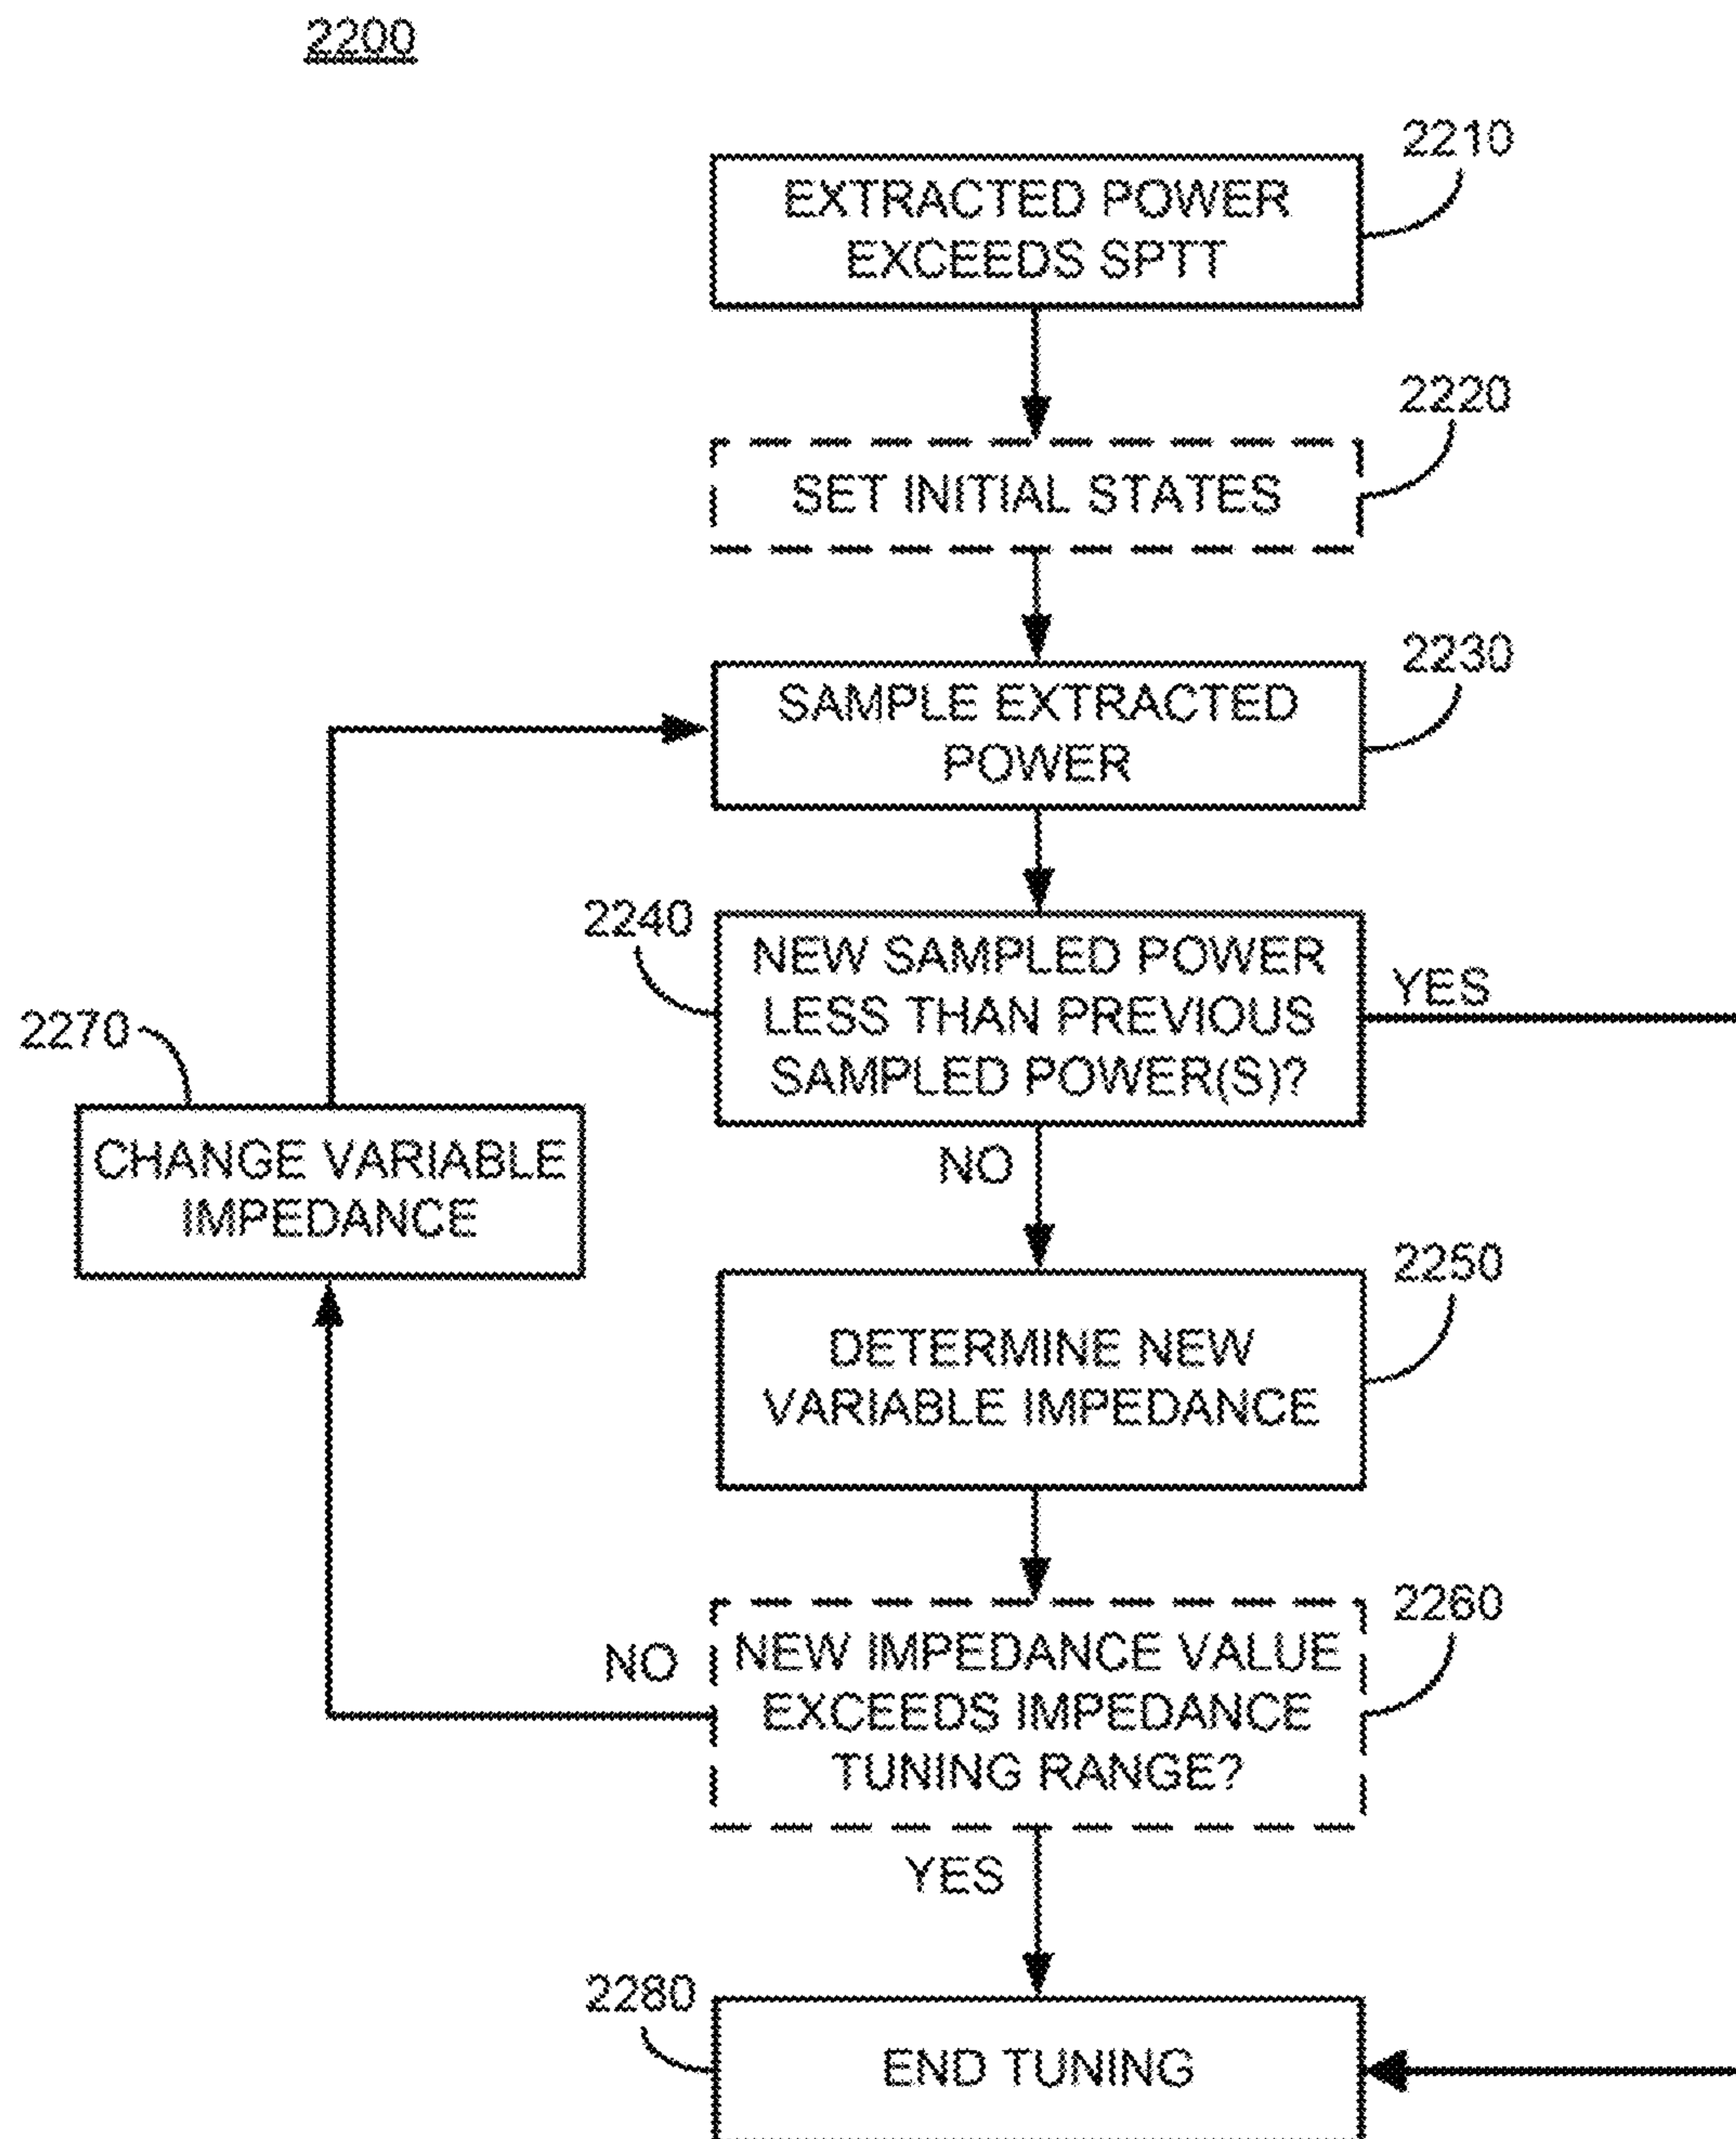 2200
2210
EXTRACTED POWER
EXCEEDS SPTT
2220
SET INITIAL STATES
2230
SAMPLE EXTRACTED
POWER
2240
NEW SAMPLED POWER
LESS THAN PREVIOUS
SAMPLED POWER(S)?
YES
2270
CHANGE VARIABLE
IMPEDANCE
NO
2250
DETERMINE NEW
VARIABLE IMPEDANCE
2260
NO
NEW IMPEDANCE VALUE
EXCEEDS IMPEDANCE
TUNING RANGE?
YES
2280
END TUNING